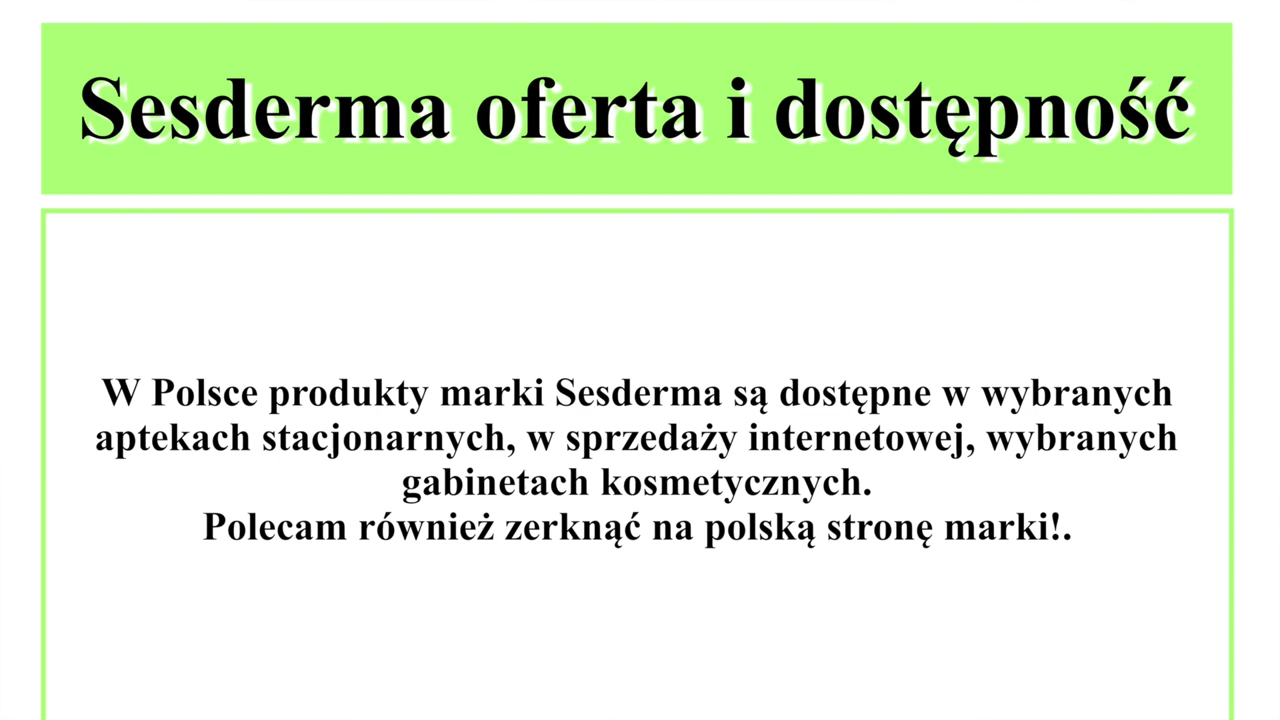 Sesderma oferta i dostępność
W Polsce produkty marki Sesderma są dostępne w wybranych
aptekach stacjonarnych, w sprzedaży internetowej, wybranych
gabinetach kosmetycznych.
Polecam również zerknąć na polską stronę marki!.